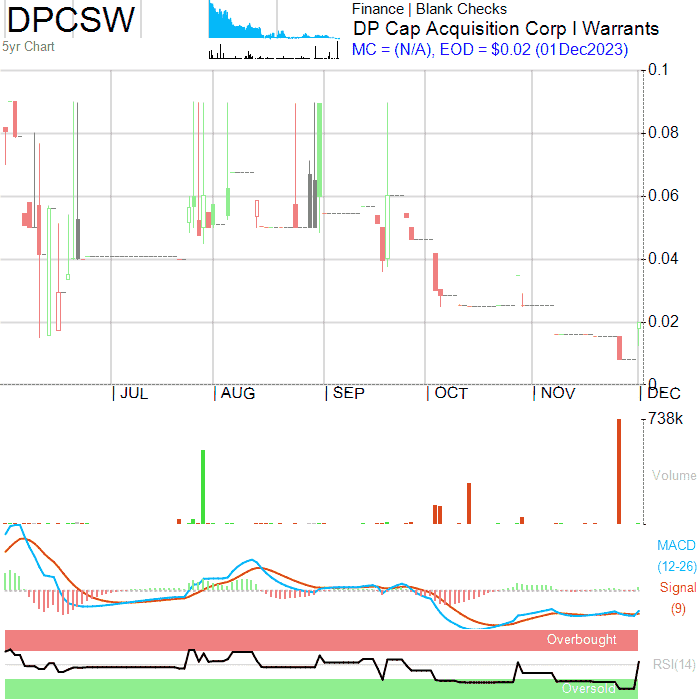 DPCSW
5yr Chart
Finance | Blank Checks
DP Cap Acquisition Corp I Warrants
MC = (N/A), EOD = $0.02 (01Dec2023)
0.1
0.08
0.06
0.04
0.02
0
JUL AUG SEP OCT NOV DEC
738k
Volume
MACD
(12-26)
Signal
(9)
Overbought
RSI(14)
Oversold